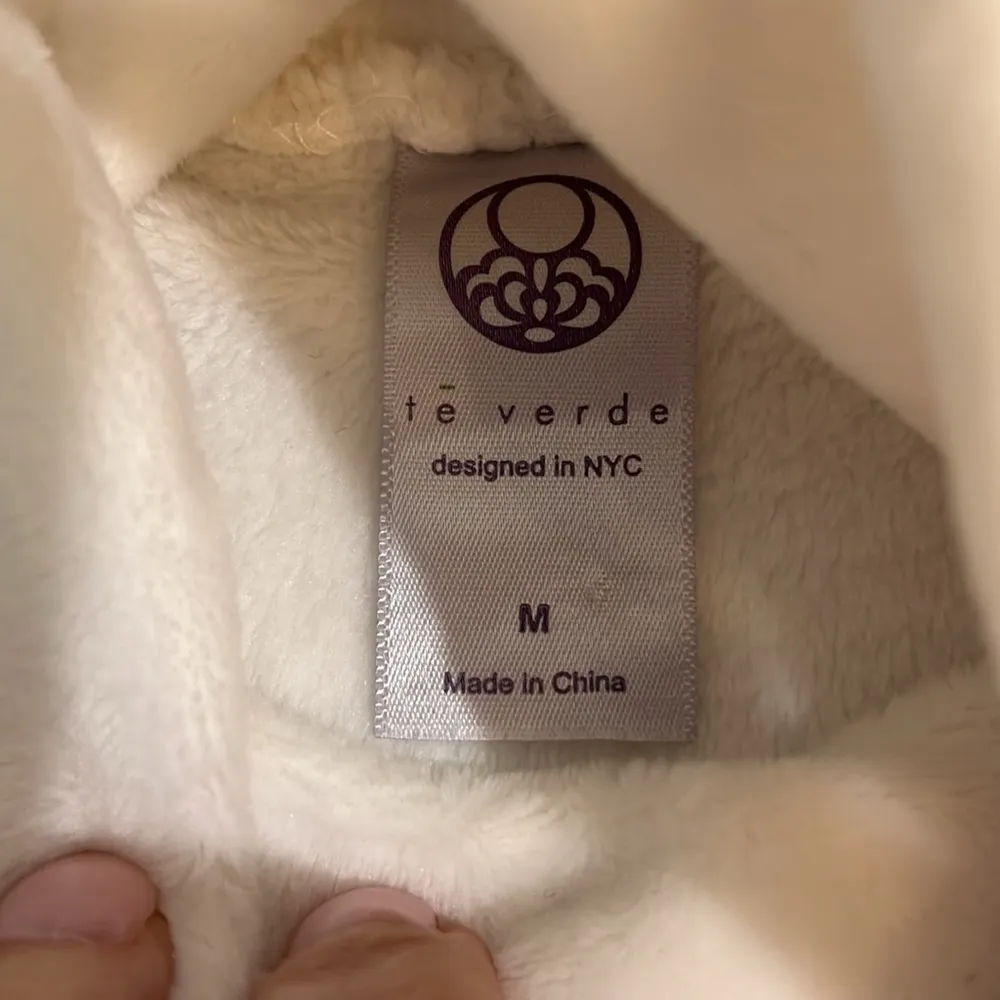 tē verde
designed in NYC
M
Made in China